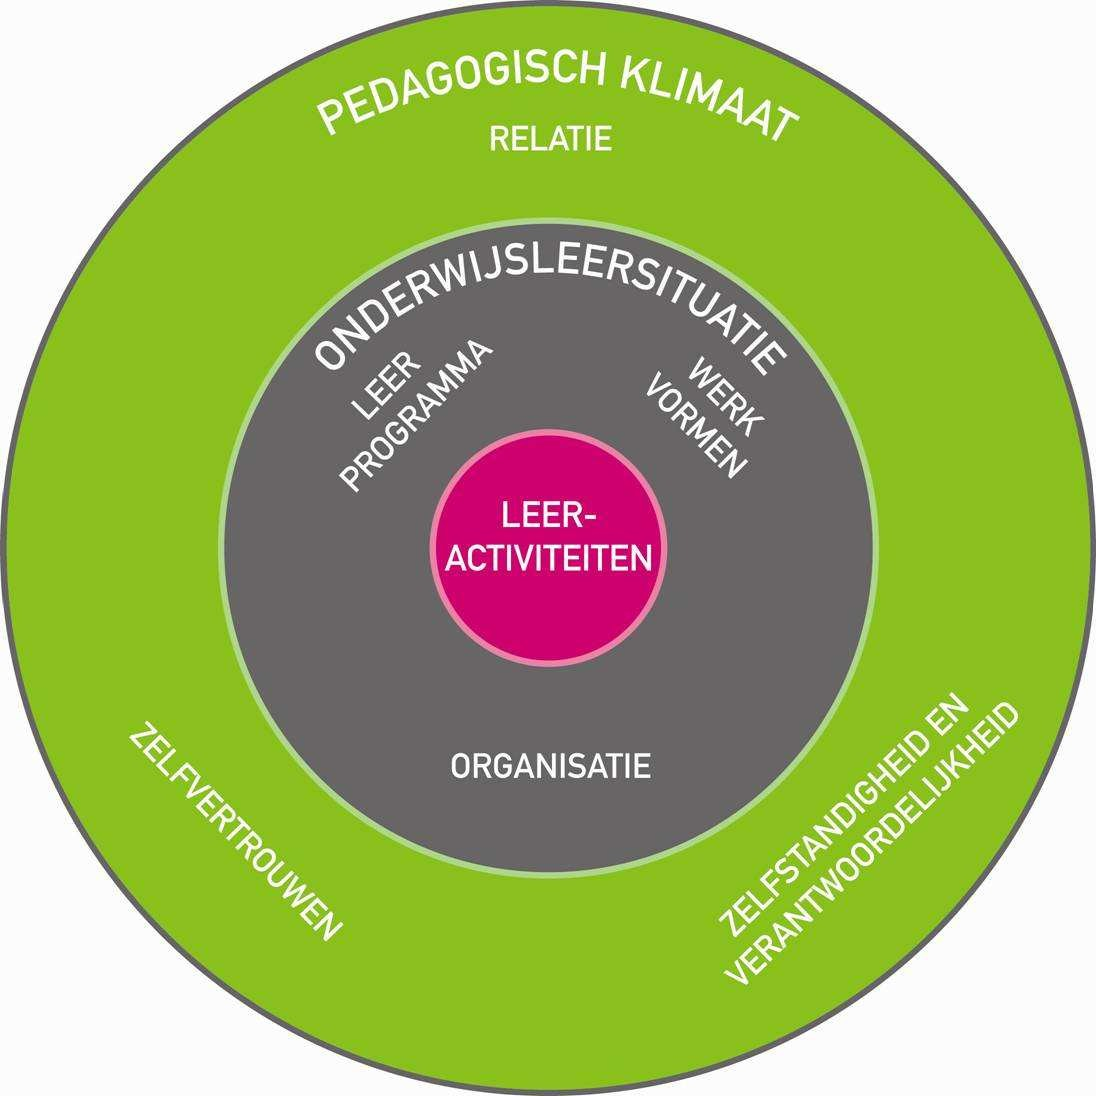 PEDAGOGISCH KLIMAAT
RELATIE
ONDERWIJSLEERSITUATIE
LEER
PROGRAMMA
WERK
VORMEN
LEER-
ACTIVITEITEN
ORGANISATIE
ZELFVERTROUWEN
ZELFSTANDIGHEID EN
VERANTWOORDELIJKHEID